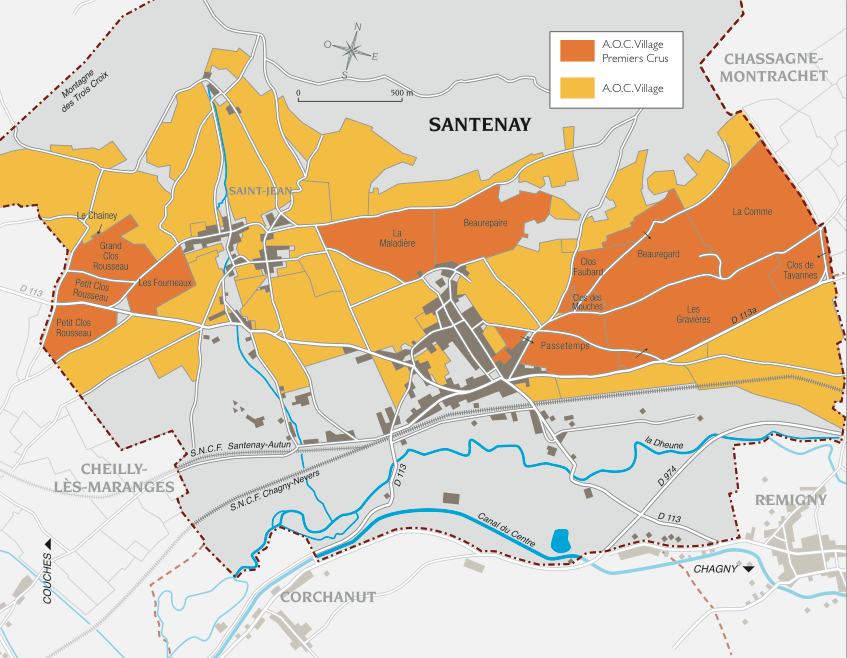 A.O.C. Village
Premiers Crus
A.O.C. Village
N
O
E
S
0
500 m
SANTENAY
CHASSAGNE-
MONTRACHET
Montagne
des Trois Croix
SAINT-JEAN
Le Chainey
Grand
Clos
Rousseau
Petit Clos
Rousseau
Les Fourneaux
Petit Clos
Rousseau
D 113
La
Maladière
Beaurepaire
La Comme
Beauregard
Clos
Faubard
Clos des
Mouches
Clos de
Tavannes
Les
Gravières
D 113a
Passetemps
S.N.C.F. Santenay-Autun
S.N.C.F. Chagny-Nevers
D 113
la Dheune
D 974
D 113
Canal du Centre
CHEILLY-
LÈS-MARANGES
REMIGNY
COUCHES
CHAGNY
CORCHANUT